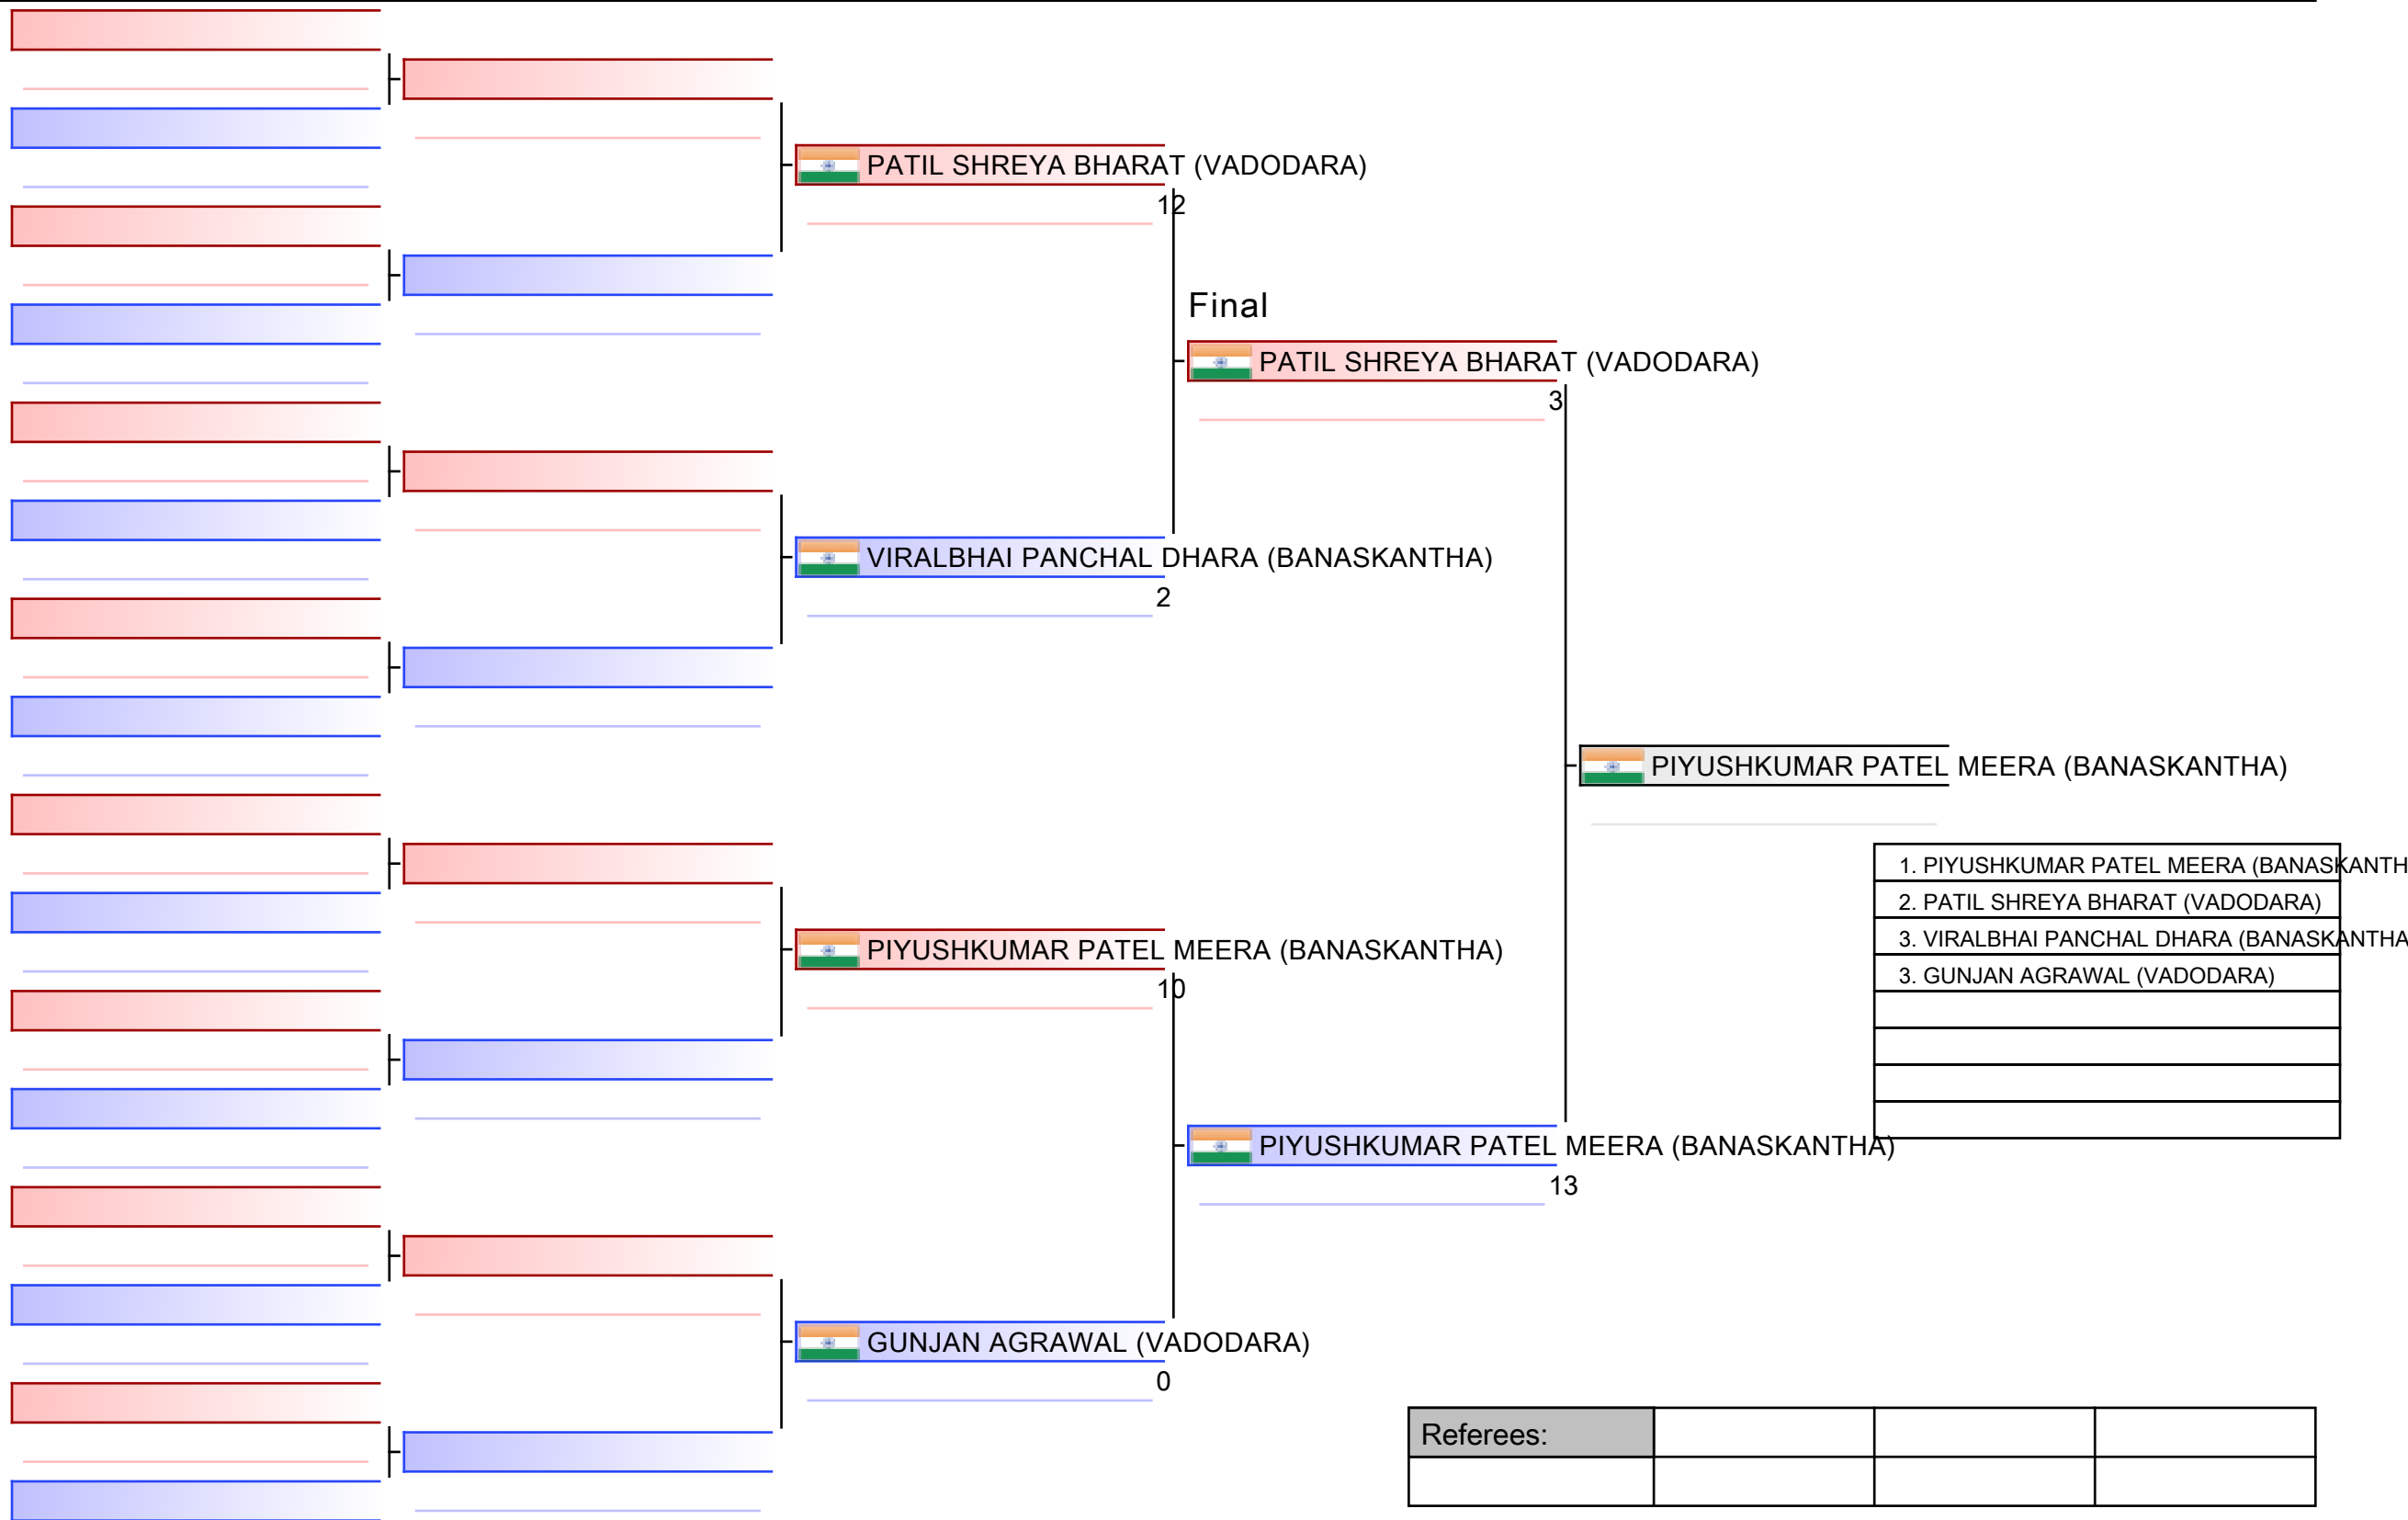 PATIL SHREYA BHARAT (VADODARA)
12
Final
PATIL SHREYA BHARAT (VADODARA)
3
VIRALBHAI PANCHAL DHARA (BANASKANTHA)
2
PIYUSHKUMAR PATEL MEERA (BANASKANTHA)
1. PIYUSHKUMAR PATEL MEERA (BANASKANTH
2. PATIL SHREYA BHARAT (VADODARA)
3. VIRALBHAI PANCHAL DHARA (BANASKANTHA
3. GUNJAN AGRAWAL (VADODARA)
PIYUSHKUMAR PATEL MEERA (BANASKANTHA)
10
PIYUSHKUMAR PATEL MEERA (BANASKANTHA)
13
GUNJAN AGRAWAL (VADODARA)
0
Referees: